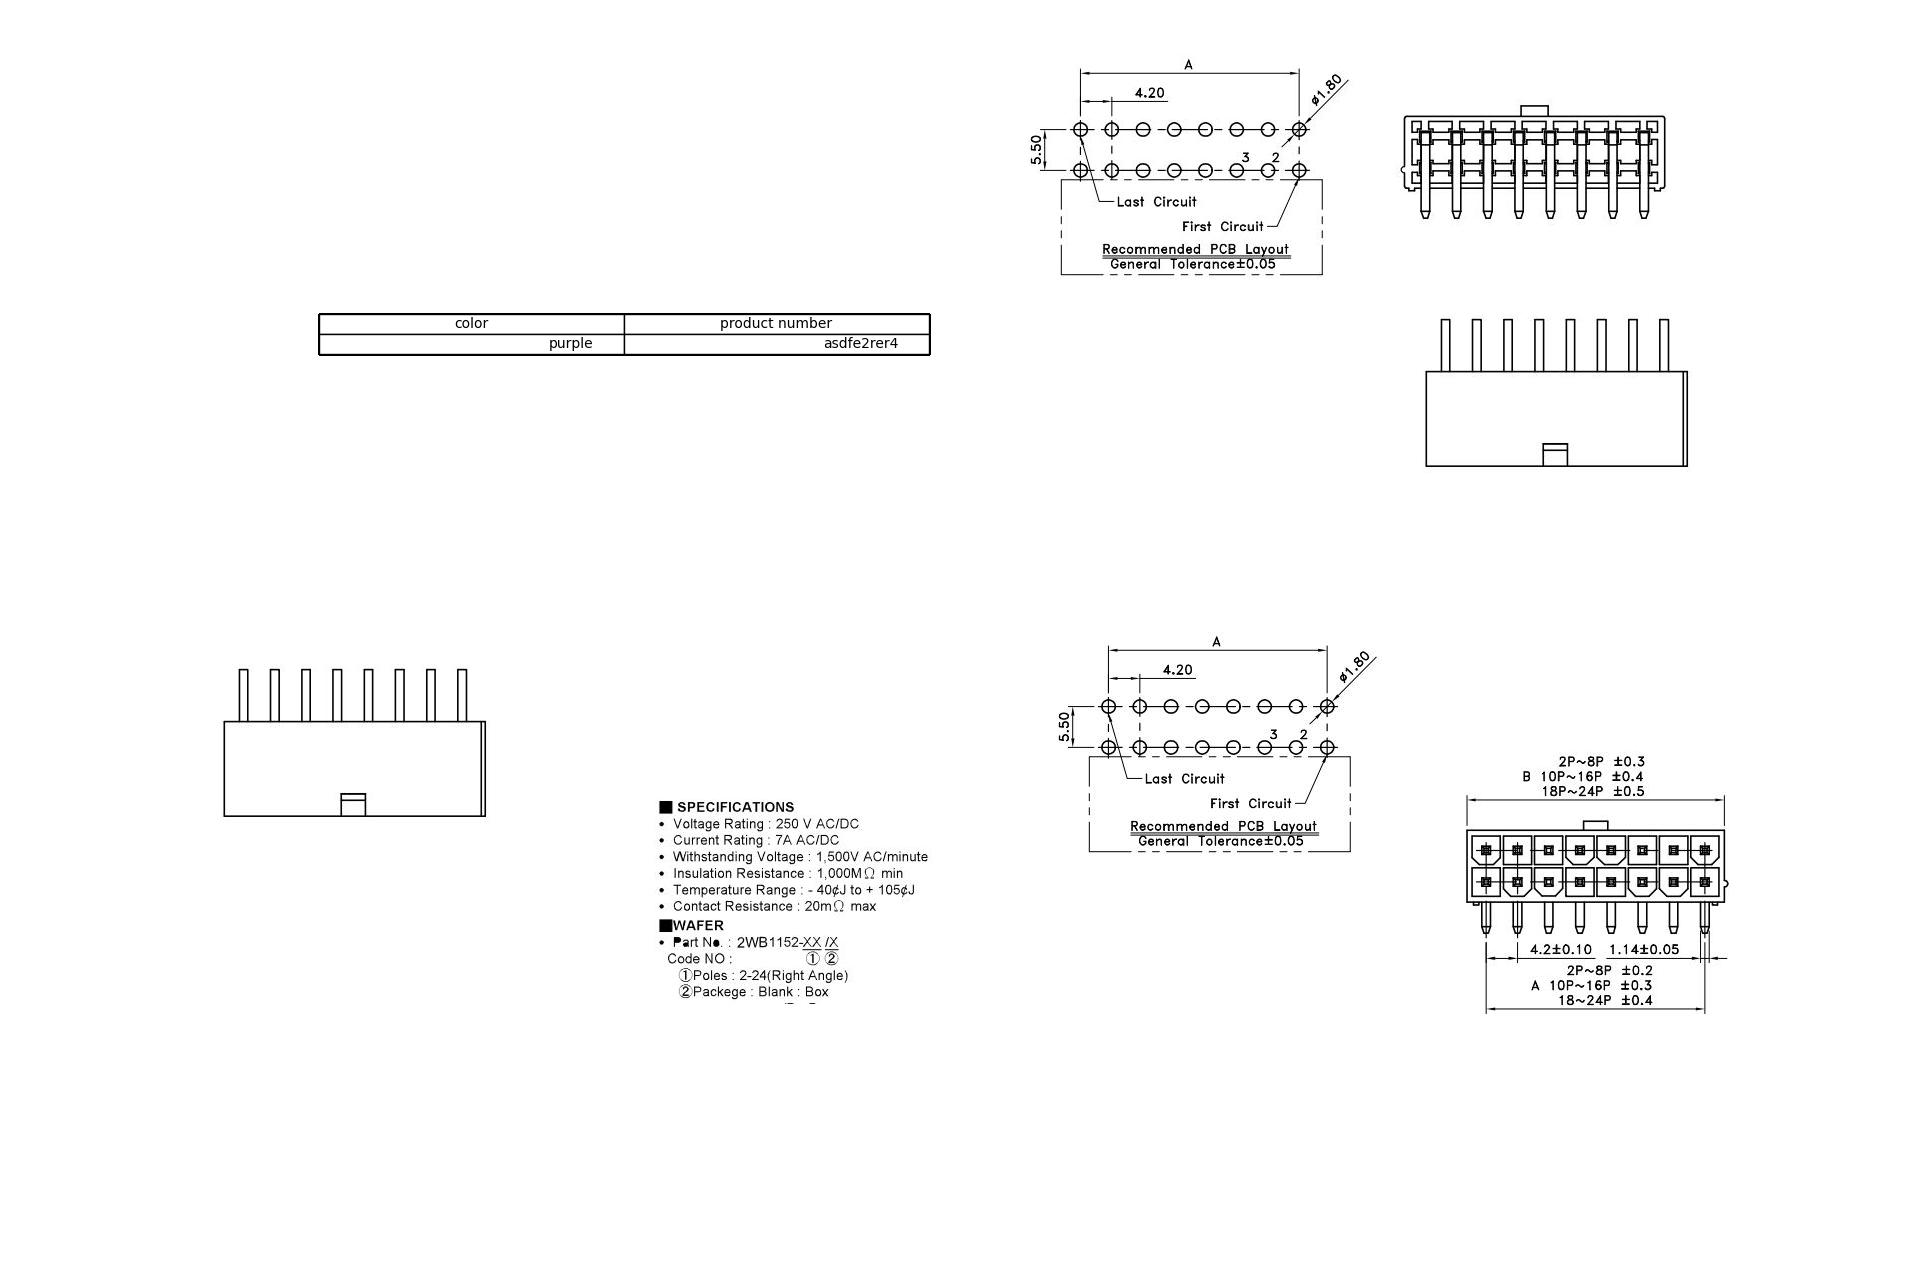 A
4.20
ø1.80
5.50
3 2
Last Circuit
First Circuit
Recommended PCB Layout
General Tolerance±0.05
color product number
purple asdfe2rer4
A
4.20
ø1.80
5.50
3 2
Last Circuit
First Circuit
Recommended PCB Layout
General Tolerance±0.05
■ SPECIFICATIONS
• Voltage Rating : 250 V AC/DC
• Current Rating : 7A AC/DC
• Withstanding Voltage : 1,500V AC/minute
• Insulation Resistance : 1,000MΩ min
• Temperature Range : - 40¢J to + 105¢J
• Contact Resistance : 20mΩ max
■WAFER
• Part No. : 2WB1152-XX /X
Code NO : ① ②
①Poles : 2-24(Right Angle)
②Packege : Blank : Box
2P~8P ±0.3
B 10P~16P ±0.4
18P~24P ±0.5
4.2±0.10 1.14±0.05
2P~8P ±0.2
A 10P~16P ±0.3
18~24P ±0.4